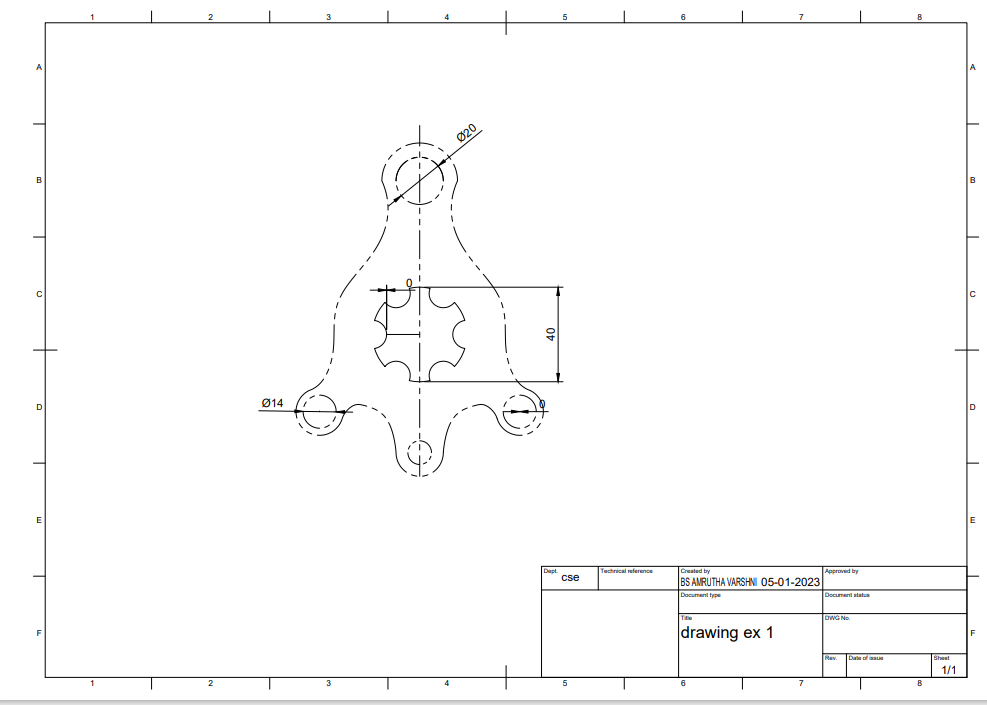 1 2 3 4 5 6 7 8
A A
Ø20
B B
0
C C
40
Ø14
D D
0
E E
Dept. Technical reference Created by Approved by
cse BS AMRUTHA VARSHNI 05-01-2023
Document type Document status
Title DWG No.
F drawing ex 1 F
Rev. Date of issue Sheet
1/1
1 2 3 4 5 6 7 8